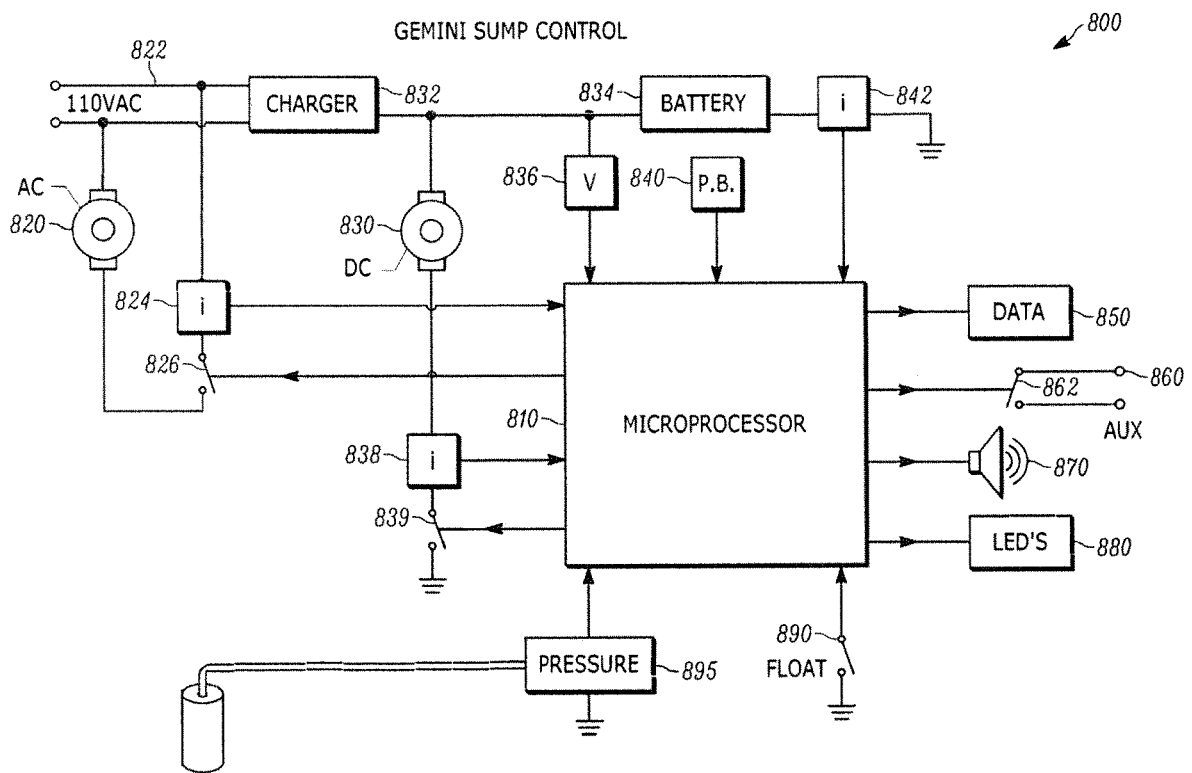 GEMINI SUMP CONTROL
800
822
110VAC
CHARGER
832
834
BATTERY
i
842
AC
820
836
V
840
P.B.
830
DC
824
i
826
810
MICROPROCESSOR
DATA
850
862
860
AUX
838
i
839
870
LED'S
880
PRESSURE
895
890
FLOAT